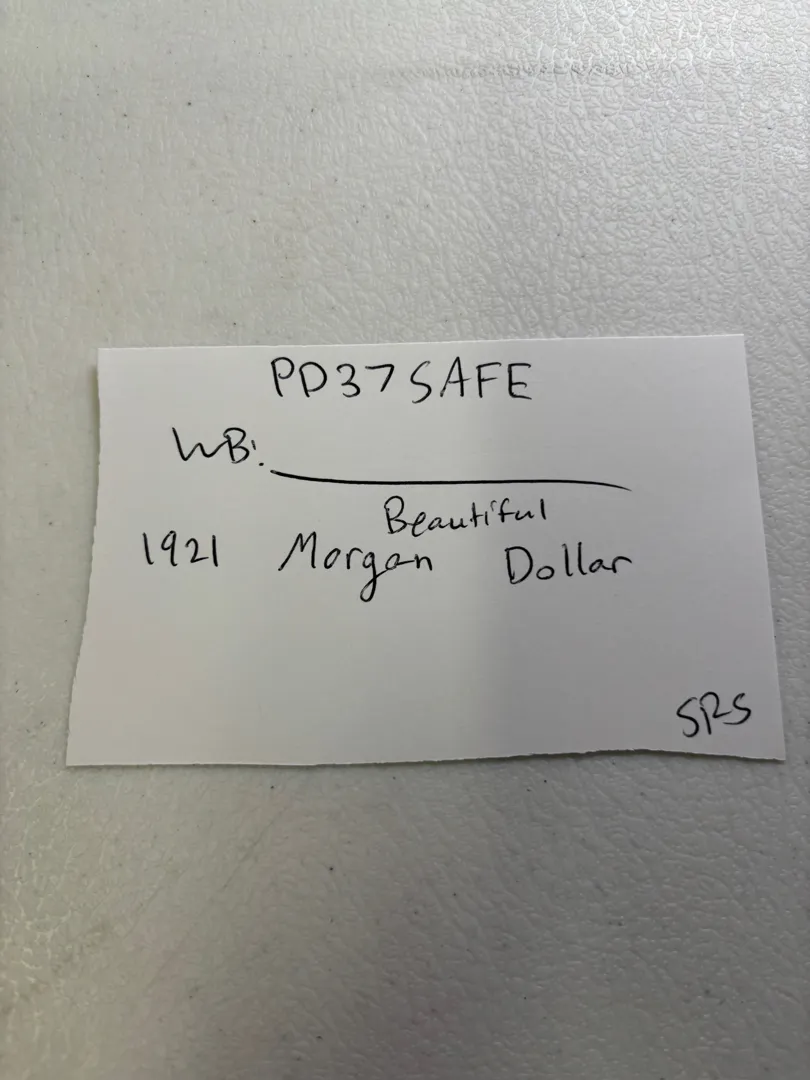 PD37SAFE
WB:
Beautiful
1921 Morgan Dollar
SRS